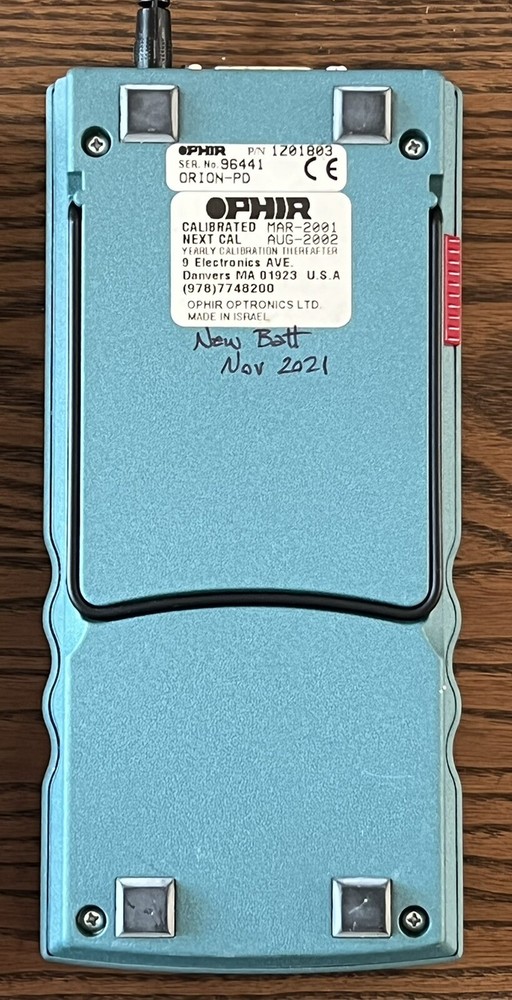 OPHIR P/N 1Z01803
SER. No. 96441 CE
ORION-PD
OPHIR
CALIBRATED MAR-2001
NEXT CAL AUG-2002
YEARLY CALIBRATION THEREAFTER
9 Electronics AVE.
Danvers MA 01923 U.S.A
(978)7748200
OPHIR OPTRONICS LTD.
MADE IN ISRAEL
New Batt
Nov 2021